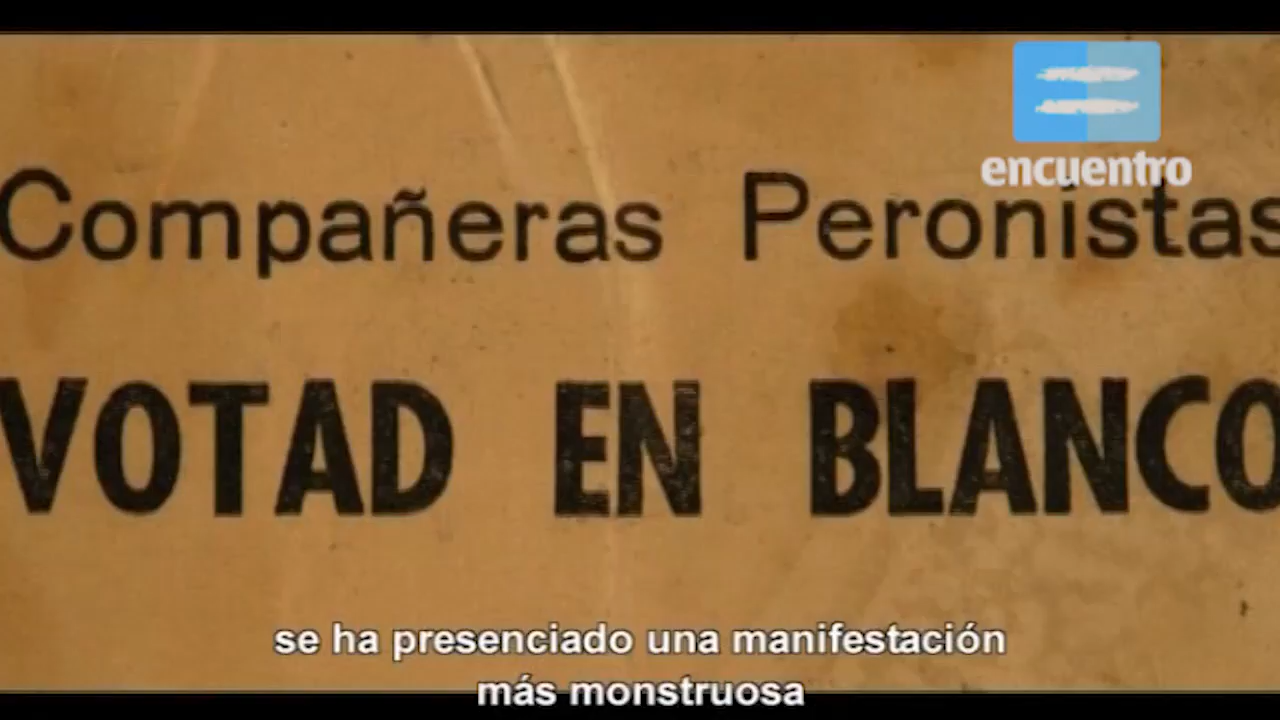 encuentro
Compañeras Peronistas
VOTAD EN BLANCO
se ha presenciado una manifestación
más monstruosa